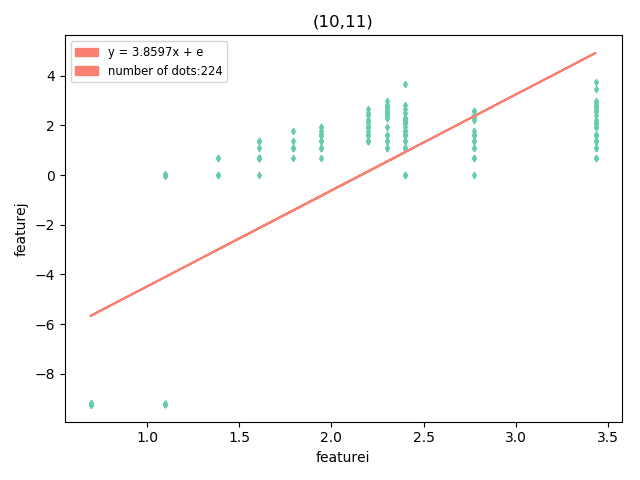 (10,11)
y = 3.8597x + e
number of dots:224
4
2
0
−2
−4
−6
−8
featurej
1.0 1.5 2.0 2.5 3.0 3.5
featurei